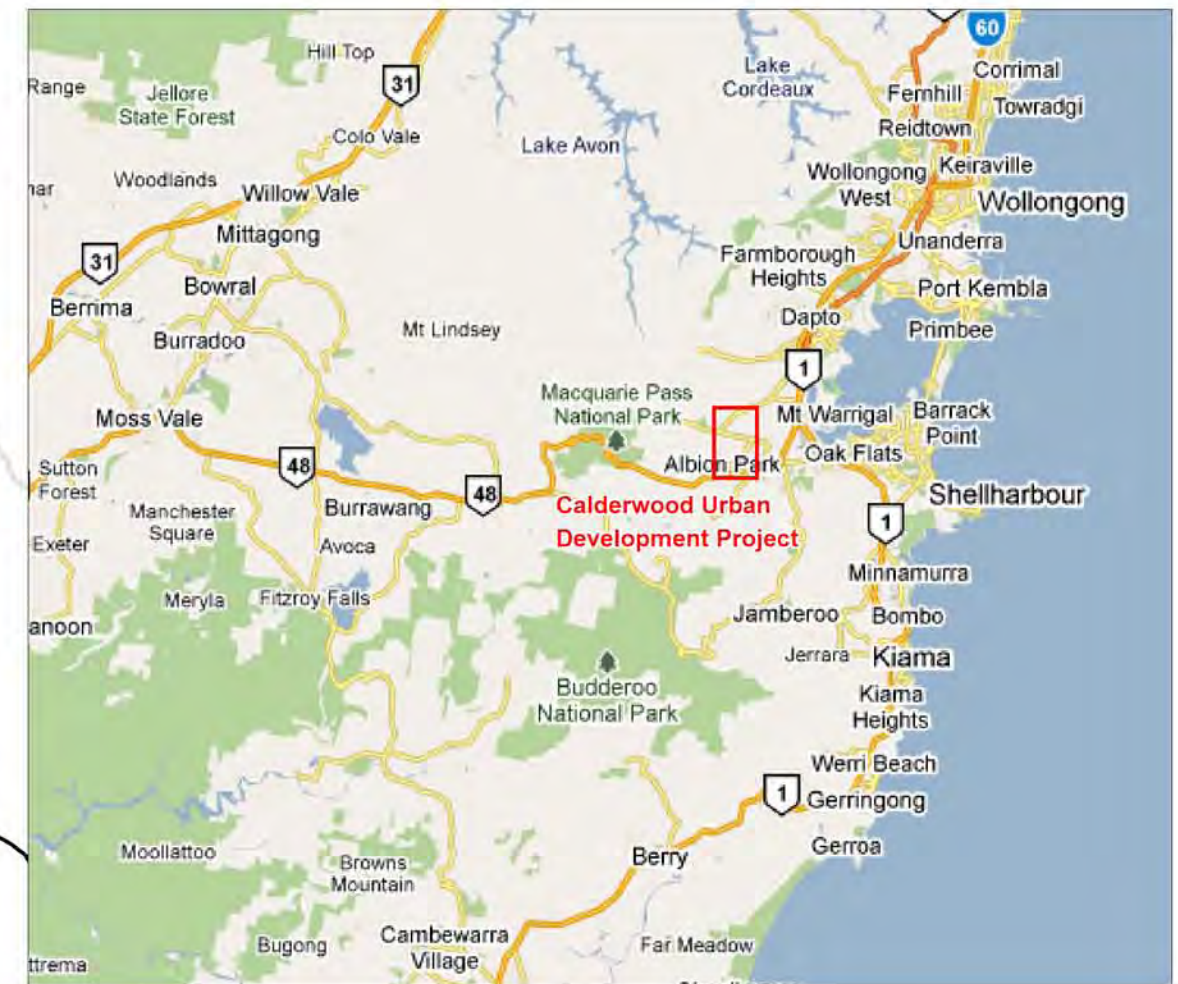 60
Hill Top
Lake
Cordeaux
Corrimal
31
Range
Jellore
State Forest
Fernhill
Towradgi
Colo Vale
Reidtown
Lake Avon
Woodlands
Willow Vale
Wollongong
West
Keiraville
Wollongong
Mittagong
Unanderra
31
Farmborough
Heights
Bowral
Port Kembla
Berrima
Dapto
Primbee
Burradoo
Mt Lindsey
1
Macquarie Pass
National Park
Moss Vale
Mt Warrigal
Barrack
Point
Oak Flats
Albion Park
48
Sutton
Forest
48
Shellharbour
Burrawang
Calderwood Urban
Development Project
Manchester
Square
1
Exeter
Avoca
Minnamurra
Meryla
Fitzroy Falls
Jamberoo
Bombo
anoon
Jerrara
Kiama
Budderoo
National Park
Kiama
Heights
Werri Beach
1
Gerringong
Gerroa
Moollattoo
Berry
Browns
Mountain
Cambewarra
Village
Bugong
Far Meadow
ttrema